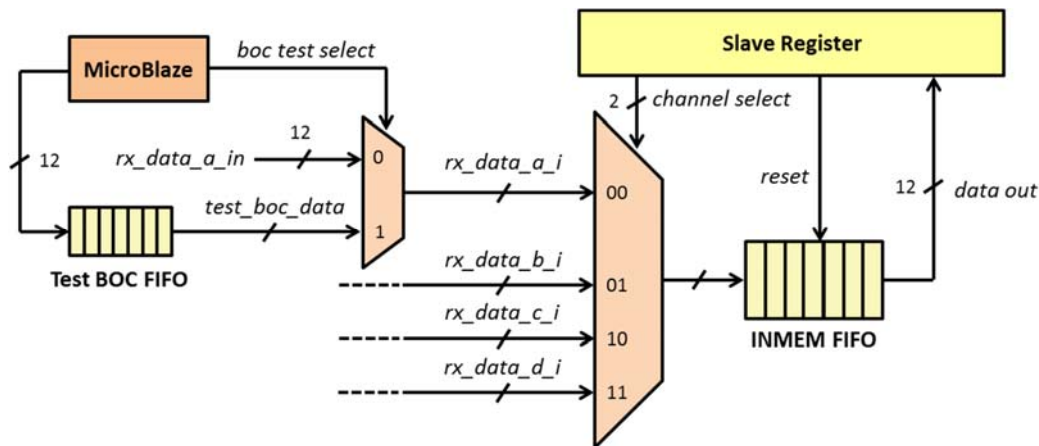 boc test select
MicroBlaze
Slave Register
2
channel select
12
12
rx_data_a_in
0
rx_data_a_i
00
reset
12
data out
test_boc_data
1
Test BOC FIFO
rx_data_b_i
01
rx_data_c_i
10
INMEM FIFO
rx_data_d_i
11